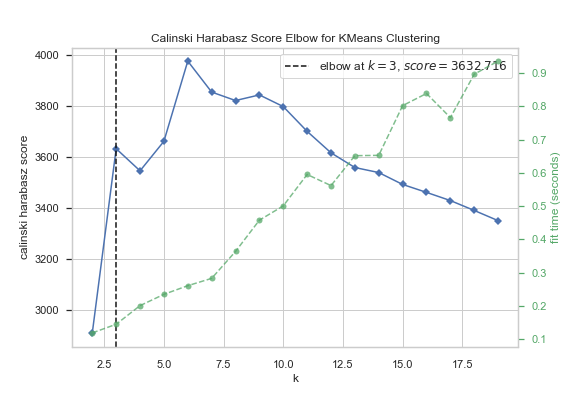 Calinski Harabasz Score Elbow for KMeans Clustering
elbow at k = 3, score = 3632.716
calinski harabasz score
4000
3800
3600
3400
3200
3000
fit time (seconds)
0.9
0.8
0.7
0.6
0.5
0.4
0.3
0.2
0.1
2.5 5.0 7.5 10.0 12.5 15.0 17.5
k